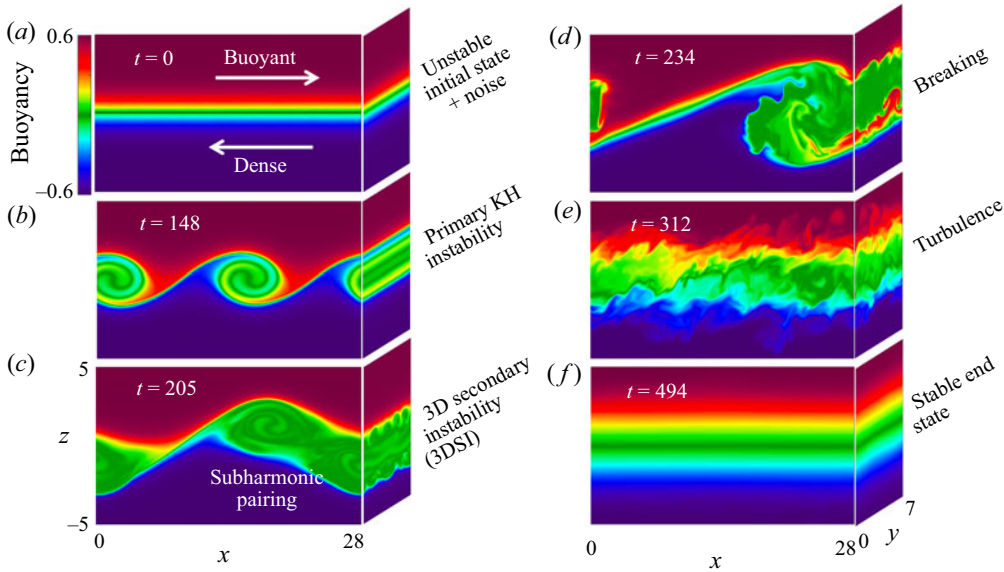 (a)
0.6
t = 0
Buoyant
Dense
Buoyancy
–0.6
Unstable
initial state
+ noise
(b)
t = 148
Primary KH
instability
(c)
5
t = 205
z
Subharmonic
pairing
–5
0
28
x
3D secondary
instability
(3DSI)
(d)
t = 234
Breaking
(e)
t = 312
Turbulence
(f)
t = 494
Stable end
state
0
28
x
0
y
7